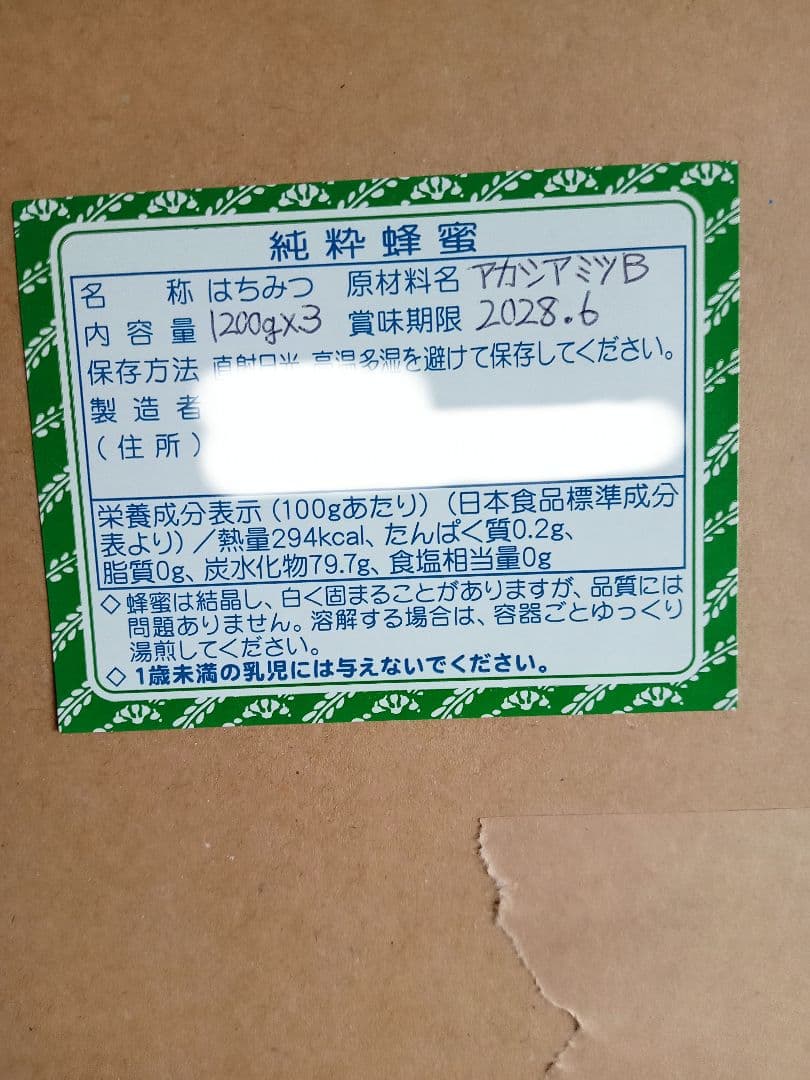 純粋蜂蜜
名称 はちみつ 原材料名 アカシアミツB
内容量 1200g×3 賞味期限 2028.6
保存方法 直射日光、高温多湿を避けて保存してください。
製造者
(住所)
栄養成分表示(100gあたり)(日本食品標準成分
表より)/熱量294kcal、たんぱく質0.2g、
脂質0g、炭水化物79.7g、食塩相当量0g
◇ 蜂蜜は結晶し、白く固まることがありますが、品質には
問題ありません。溶解する場合は、容器ごとゆっくり
湯煎してください。
◇ 1歳未満の乳児には与えないでください。